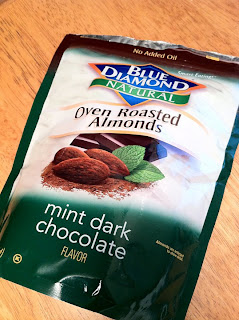 No Added Oil
BLUE
DIAMOND
NATURAL
Oven Roasted
Almonds
mint dark
chocolate
FLAVOR